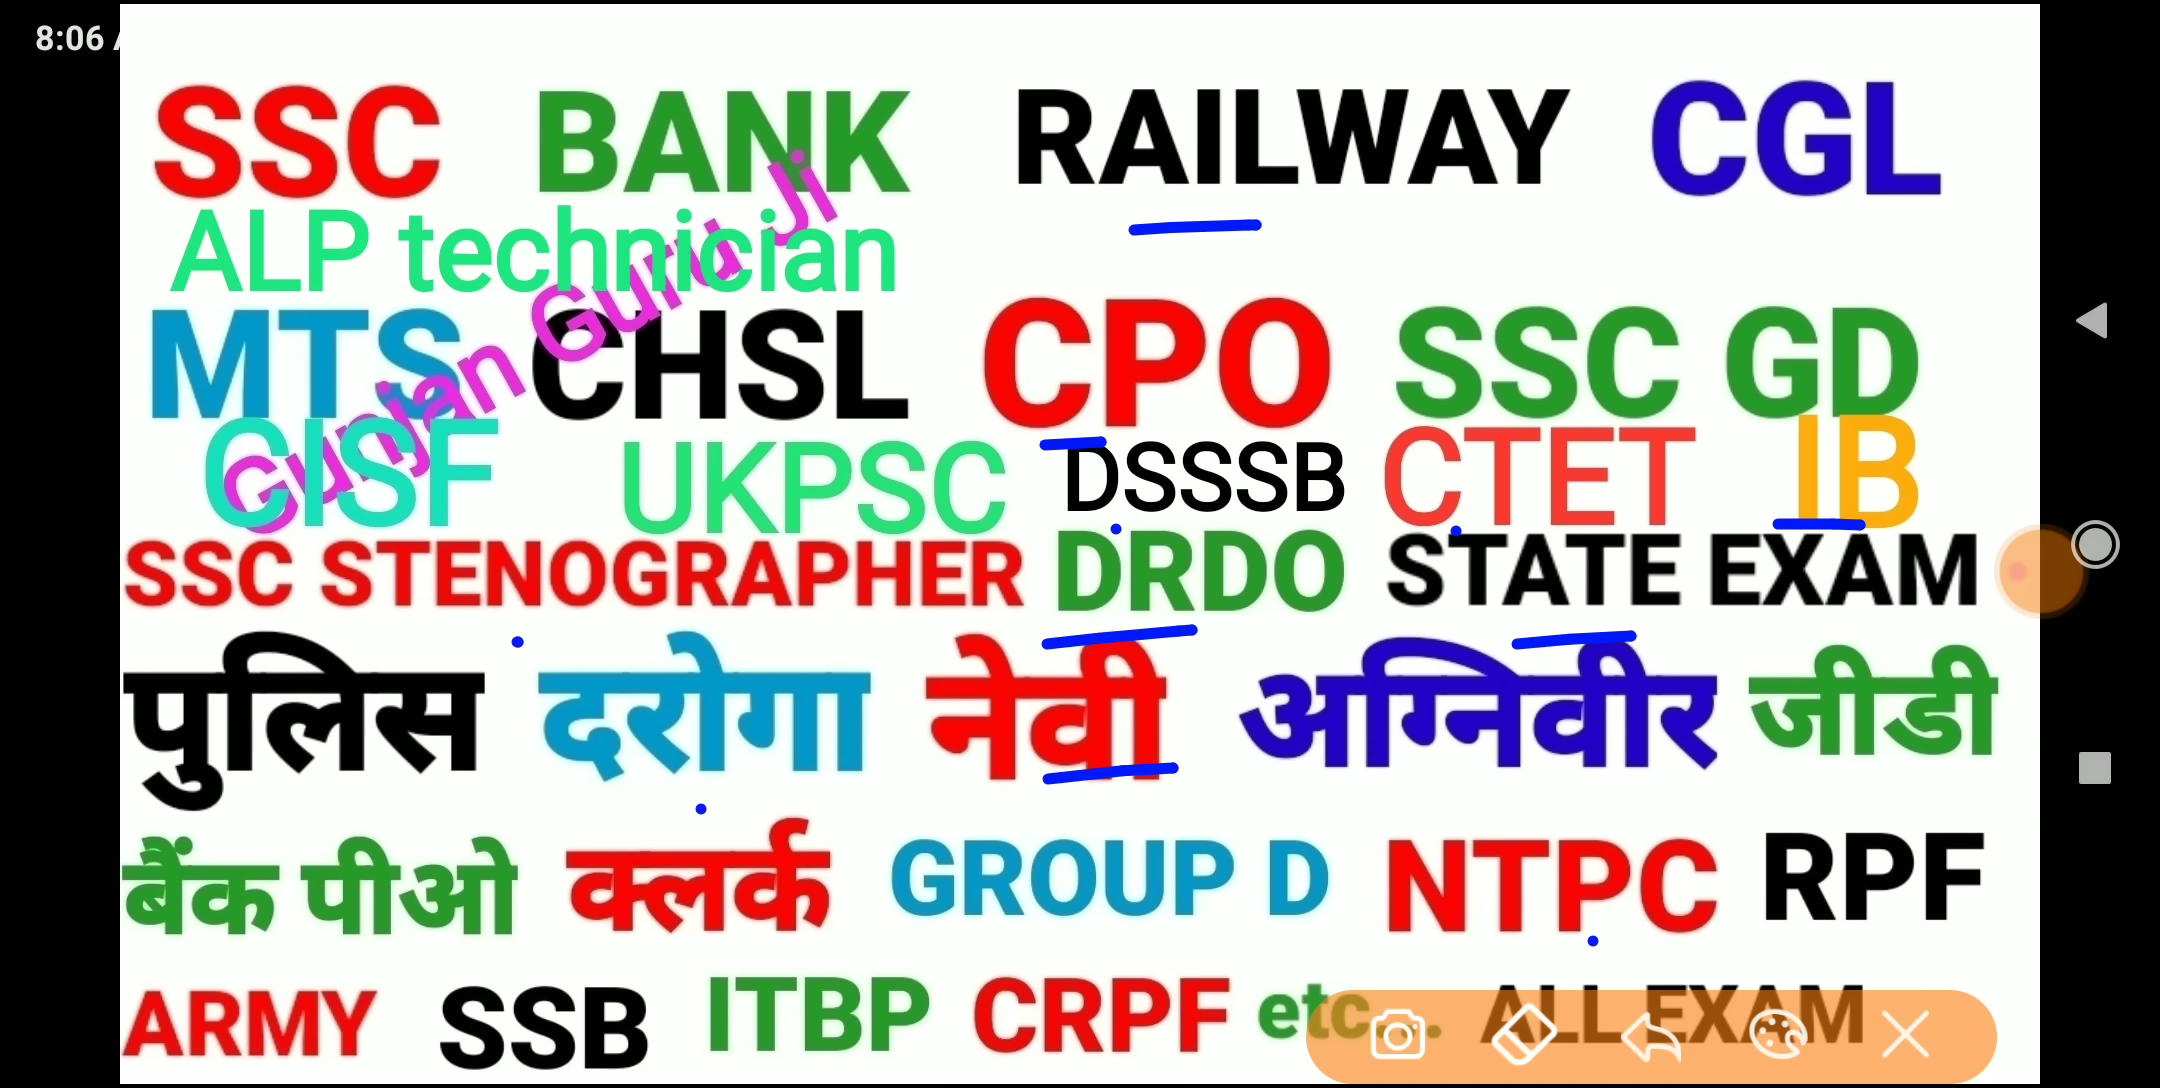 8:06
SSC BANK RAILWAY CGL
ALP technician
Gunjan Guru Ji
MTS CHSL CPO SSC GD
CISF UKPSC DSSSB CTET IB
SSC STENOGRAPHER DRDO STATE EXAM
पुलिस दरोगा नेवी अग्निवीर जीडी
बैंक पीओ क्लर्क GROUP D NTPC RPF
ARMY SSB ITBP CRPF etc... ALL EXAM